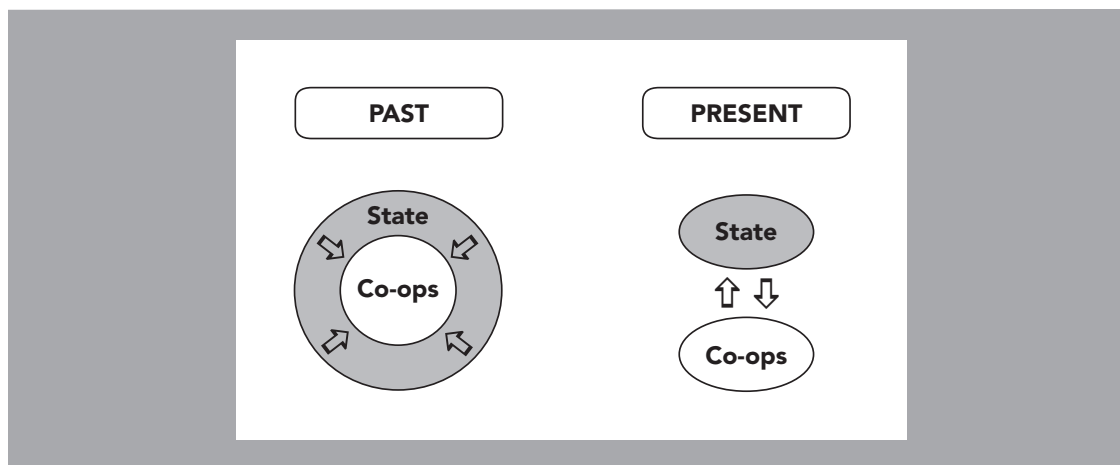 PAST
PRESENT
State
Co-ops
State
Co-ops